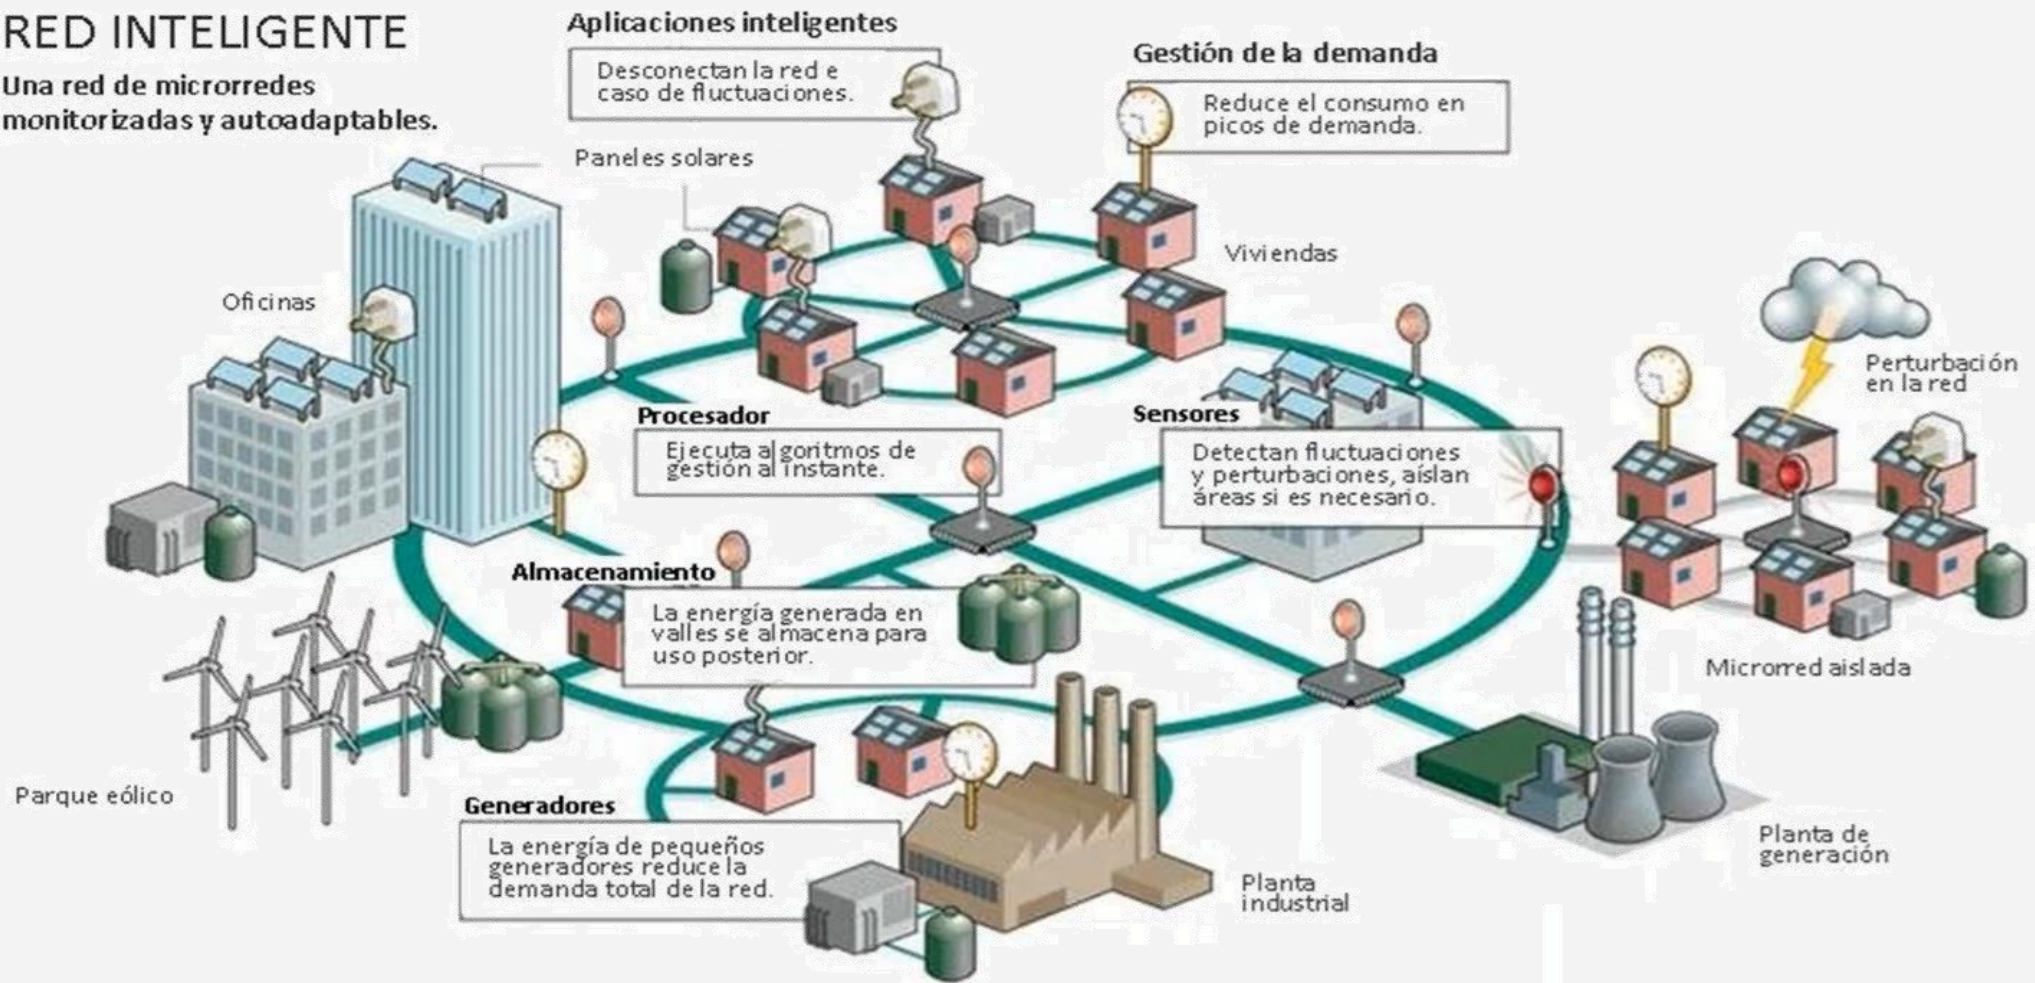 RED INTELIGENTE
Una red de microrredes
monitorizadas y autoadaptables.
Aplicaciones inteligentes
Desconectan la red e
caso de fluctuaciones.
Gestión de la demanda
Reduce el consumo en
picos de demanda.
Paneles solares
Viviendas
Oficinas
Perturbación
en la red
Procesador
Ejecuta algoritmos de
gestión al instante.
Sensores
Detectan fluctuaciones
y perturbaciones, aíslan
áreas si es necesario.
Almacenamiento
La energía generada en
valles se almacena para
uso posterior.
Microrred aislada
Parque eólico
Generadores
La energía de pequeños
generadores reduce la
demanda total de la red.
Planta
industrial
Planta de
generación